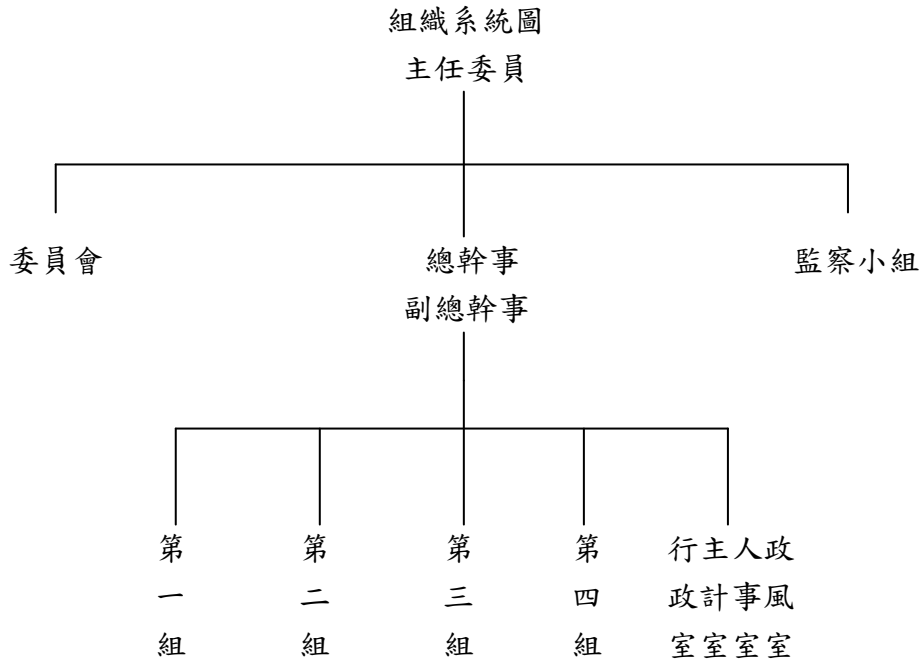 組織系統圖
主任委員
委員會
總幹事
副總幹事
監察小組
第一組
第二組
第三組
第四組
行政室
主計室
人事室
政風室